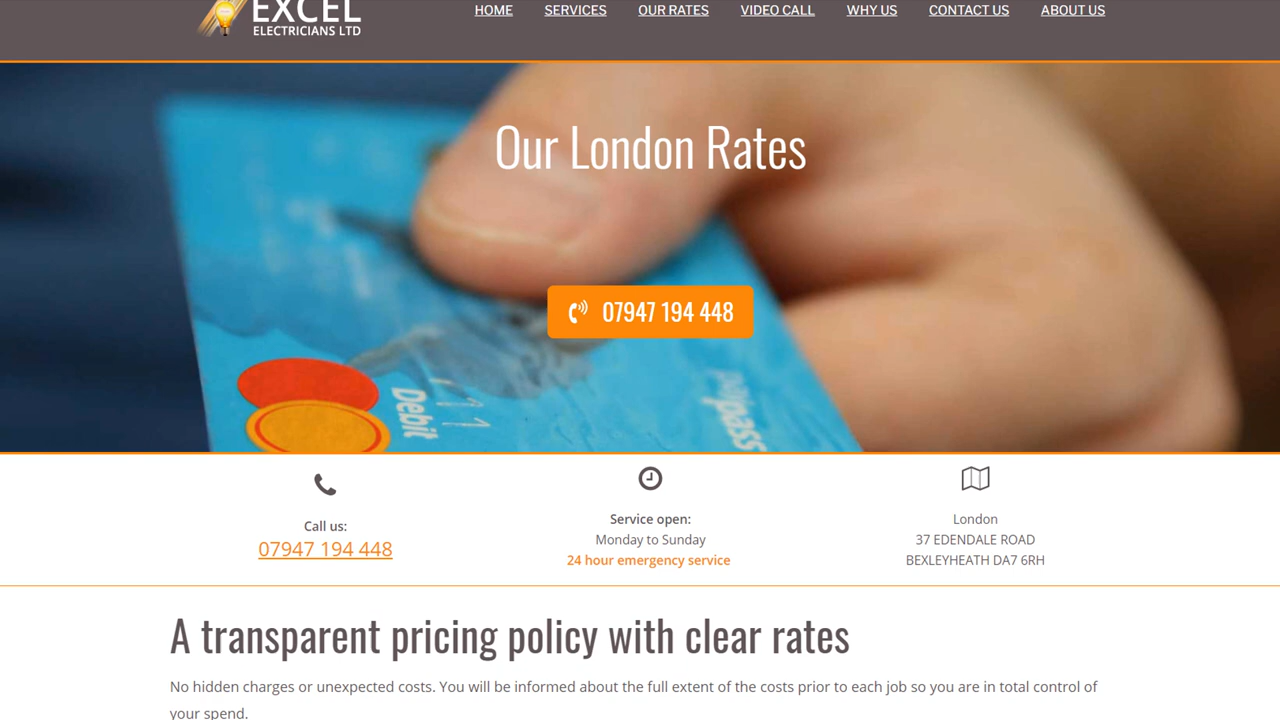 EXCEL
ELECTRICIANS LTD
HOME SERVICES OUR RATES VIDEO CALL WHY US CONTACT US ABOUT US
Our London Rates
07947 194 448
Debit
Call us:
07947 194 448
Service open:
Monday to Sunday
24 hour emergency service
London
37 EDENDALE ROAD
BEXLEYHEATH DA7 6RH
A transparent pricing policy with clear rates
No hidden charges or unexpected costs. You will be informed about the full extent of the costs prior to each job so you are in total control of
your spend.